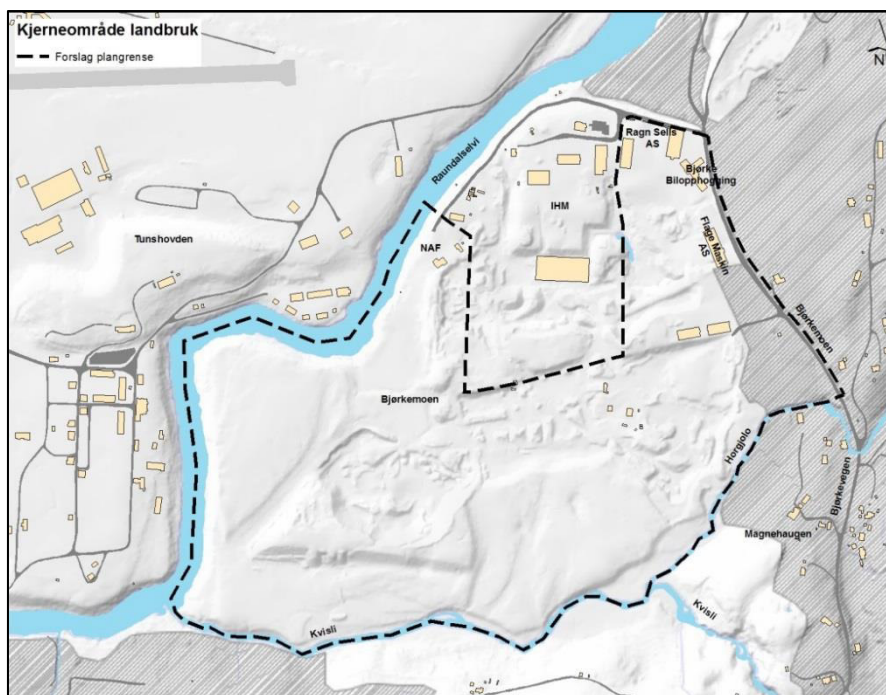 Kjerneområde landbruk
Forslag plangrense
N
Ragn Sells
AS
Raundalselvi
Bjørke
Bilopphogging
IHM
Tunshovden
NAF
Flage Maskin
AS
Bjørkemoen
Bjørkemoen
Horgjolo
Bjørkevegen
Magnehaugen
Kvisli
Kvisli